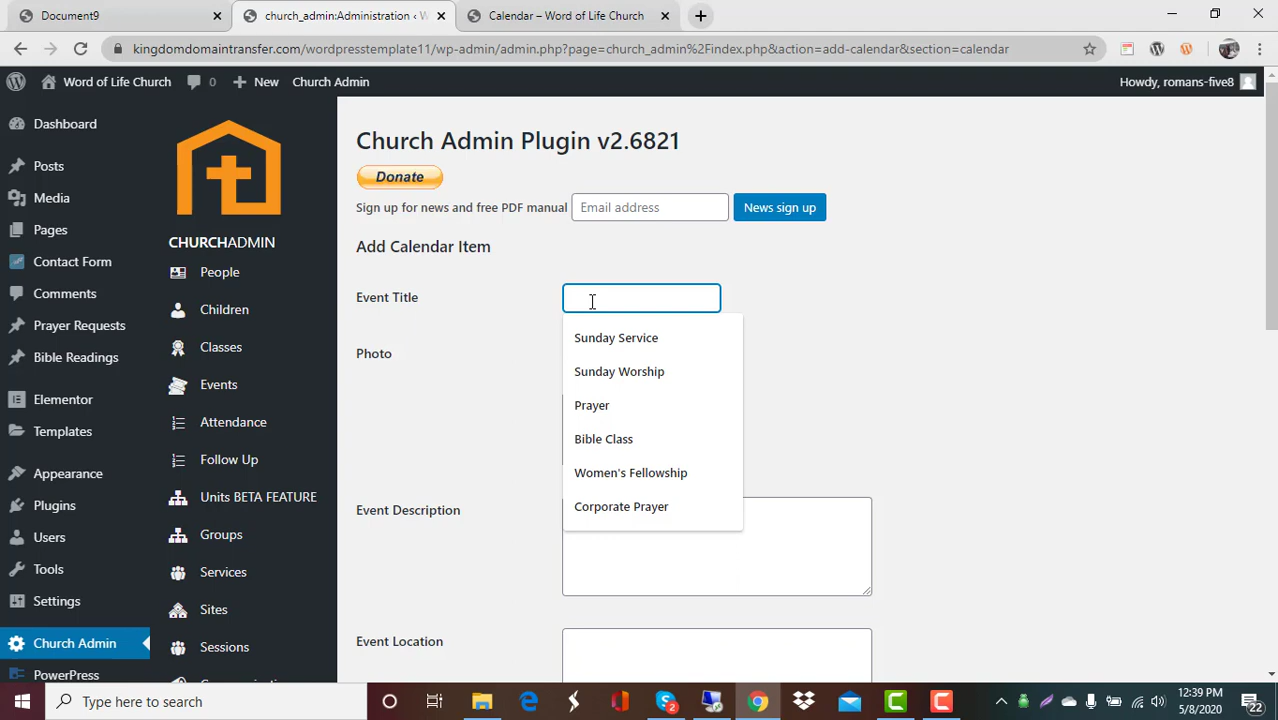 Document9
church_admin:Administration ‹ W
Calendar – Word of Life Church
kingdomdomaintransfer.com/wordpresstemplate11/wp-admin/admin.php?page=church_admin%2Findex.php&action=add-calendar&section=calendar
Word of Life Church
0
New
Church Admin
Howdy, romans-five8
Dashboard
Posts
Media
Pages
Contact Form
Comments
Prayer Requests
Bible Readings
Elementor
Templates
Appearance
Plugins
Users
Tools
Settings
Church Admin
PowerPress
CHURCHADMIN
People
Children
Classes
Events
Attendance
Follow Up
Units BETA FEATURE
Groups
Services
Sites
Sessions
Church Admin Plugin v2.6821
Donate
Sign up for news and free PDF manual
Email address
News sign up
Add Calendar Item
Event Title
Sunday Service
Sunday Worship
Prayer
Bible Class
Women's Fellowship
Corporate Prayer
Photo
Event Description
Event Location
Type here to search
2
12:39 PM
5/8/2020
22